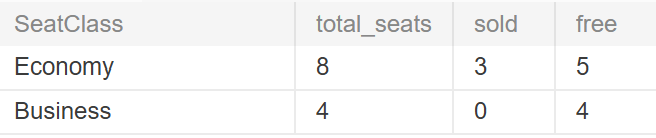 SeatClass total_seats sold free
Economy 8 3 5
Business 4 0 4